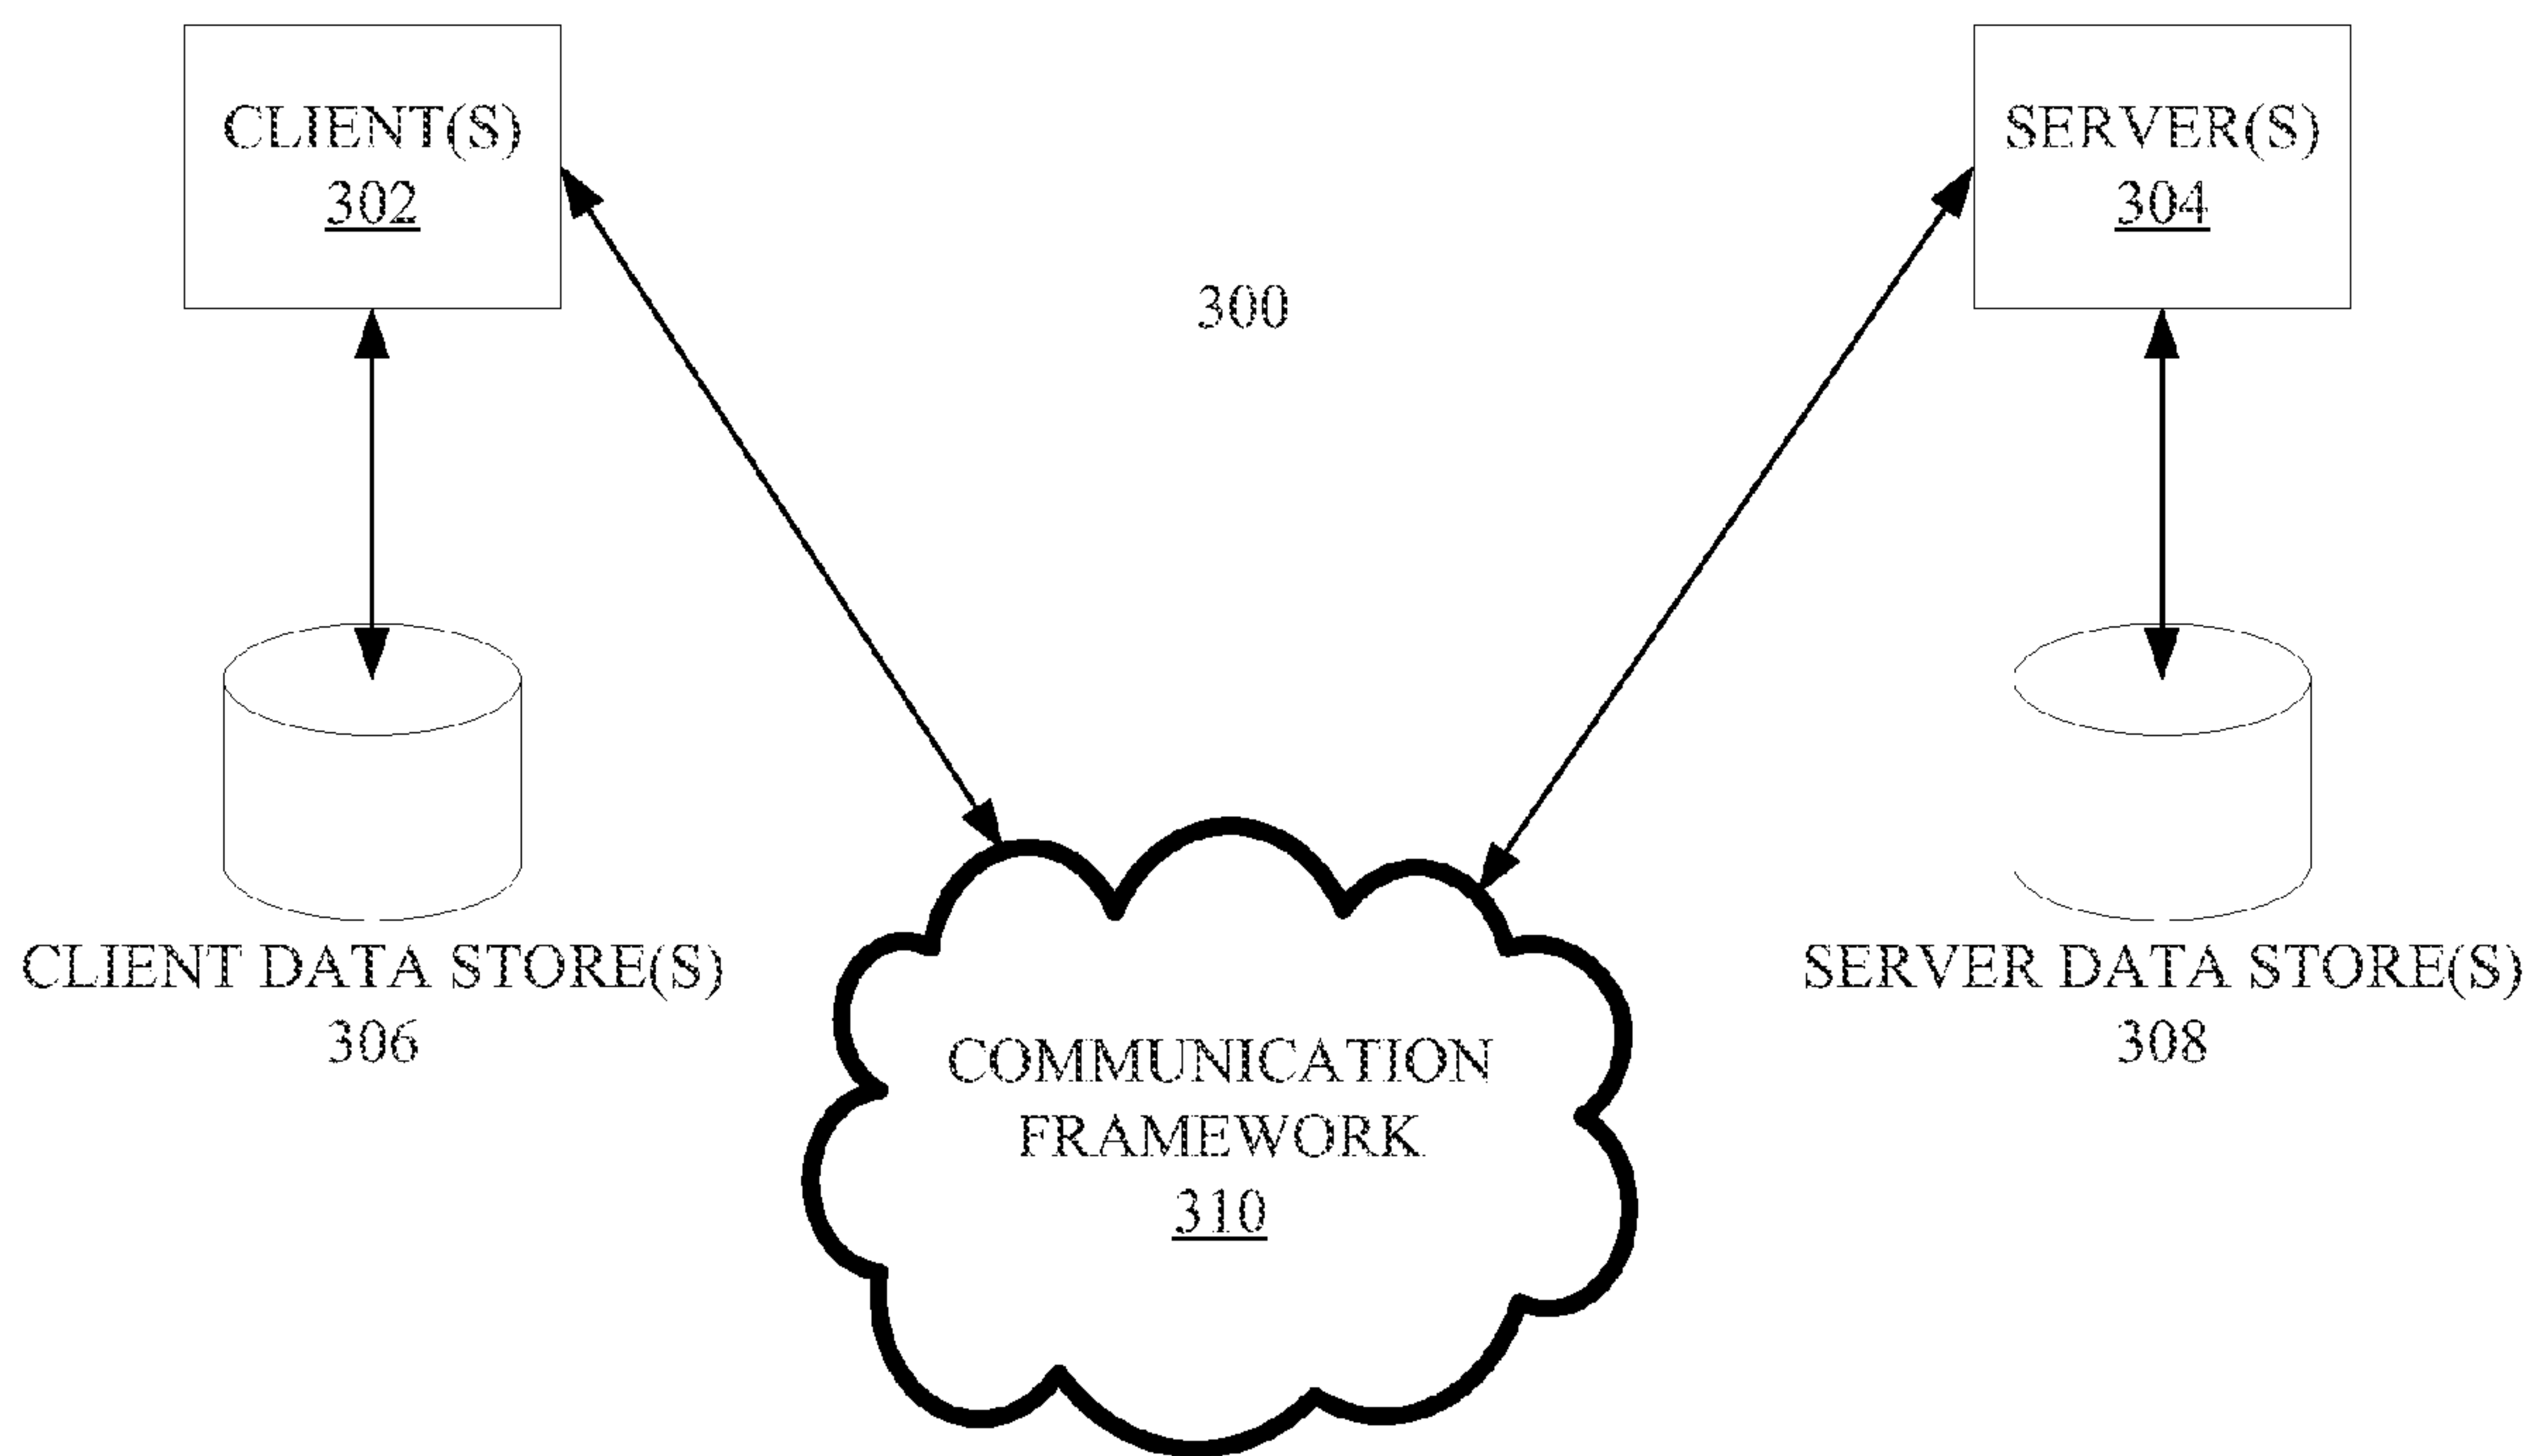 CLIENT(S)
302
SERVER(S)
304
300
CLIENT DATA STORE(S)
306
SERVER DATA STORE(S)
308
COMMUNICATION
FRAMEWORK
310